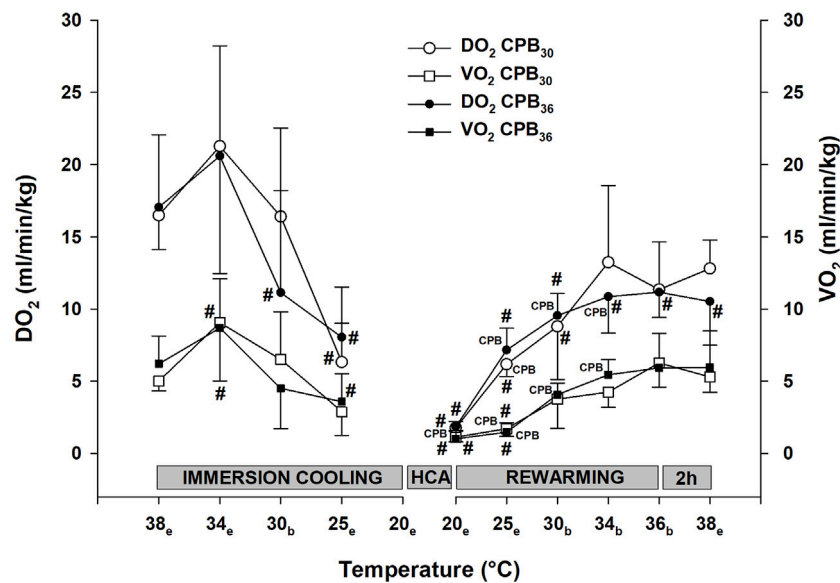 DO2 CPB30
VO2 CPB30
DO2 CPB36
VO2 CPB36
30
25
20
15
10
5
0
DO2 (ml/min/kg)
30
25
20
15
10
5
0
VO2 (ml/min/kg)
# # # # # #
# # # # # # # # # # # # #
CPB CPB CPB
CPB CPB CPB
CPB CPB CPB CPB
IMMERSION COOLING HCA REWARMING 2h
38e 34e 30b 25e 20e 20e 25e 30b 34b 36b 38e
Temperature (°C)